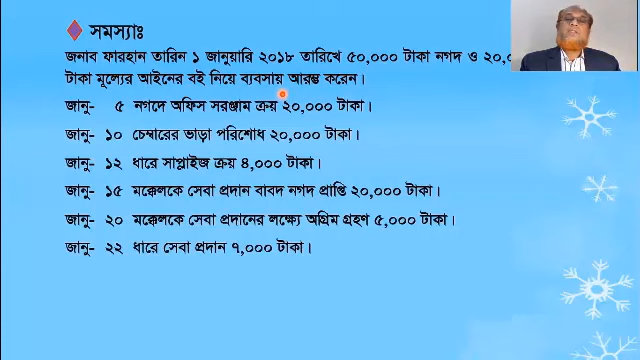 সমস্যাঃ
জনাব ফারহান তারিন ১ জানুয়ারি ২০১৮ তারিখে ৫০,০০০ টাকা নগদ ও
টাকা মূল্যের আইনের বই নিয়ে ব্যবসায় আরম্ভ করেন।
জানু- ৫ নগদে অফিস সরঞ্জাম ক্রয় ২০,০০০ টাকা।
জানু- ১০ চেম্বারের ভাড়া পরিশোধ ২০,০০০ টাকা।
জানু- ১২ ধারে সাপ্লাইজ ক্রয় ৪,০০০ টাকা।
জানু- ১৫ মক্কেলকে সেবা প্রদান বাবদ নগদ প্রাপ্তি ২০,০০০ টাকা।
জানু- ২০ মক্কেলকে সেবা প্রদানের লক্ষ্যে অগ্রিম গ্রহণ ৫,০০০ টাকা।
জানু- ২২ ধারে সেবা প্রদান ৭,০০০ টাকা।